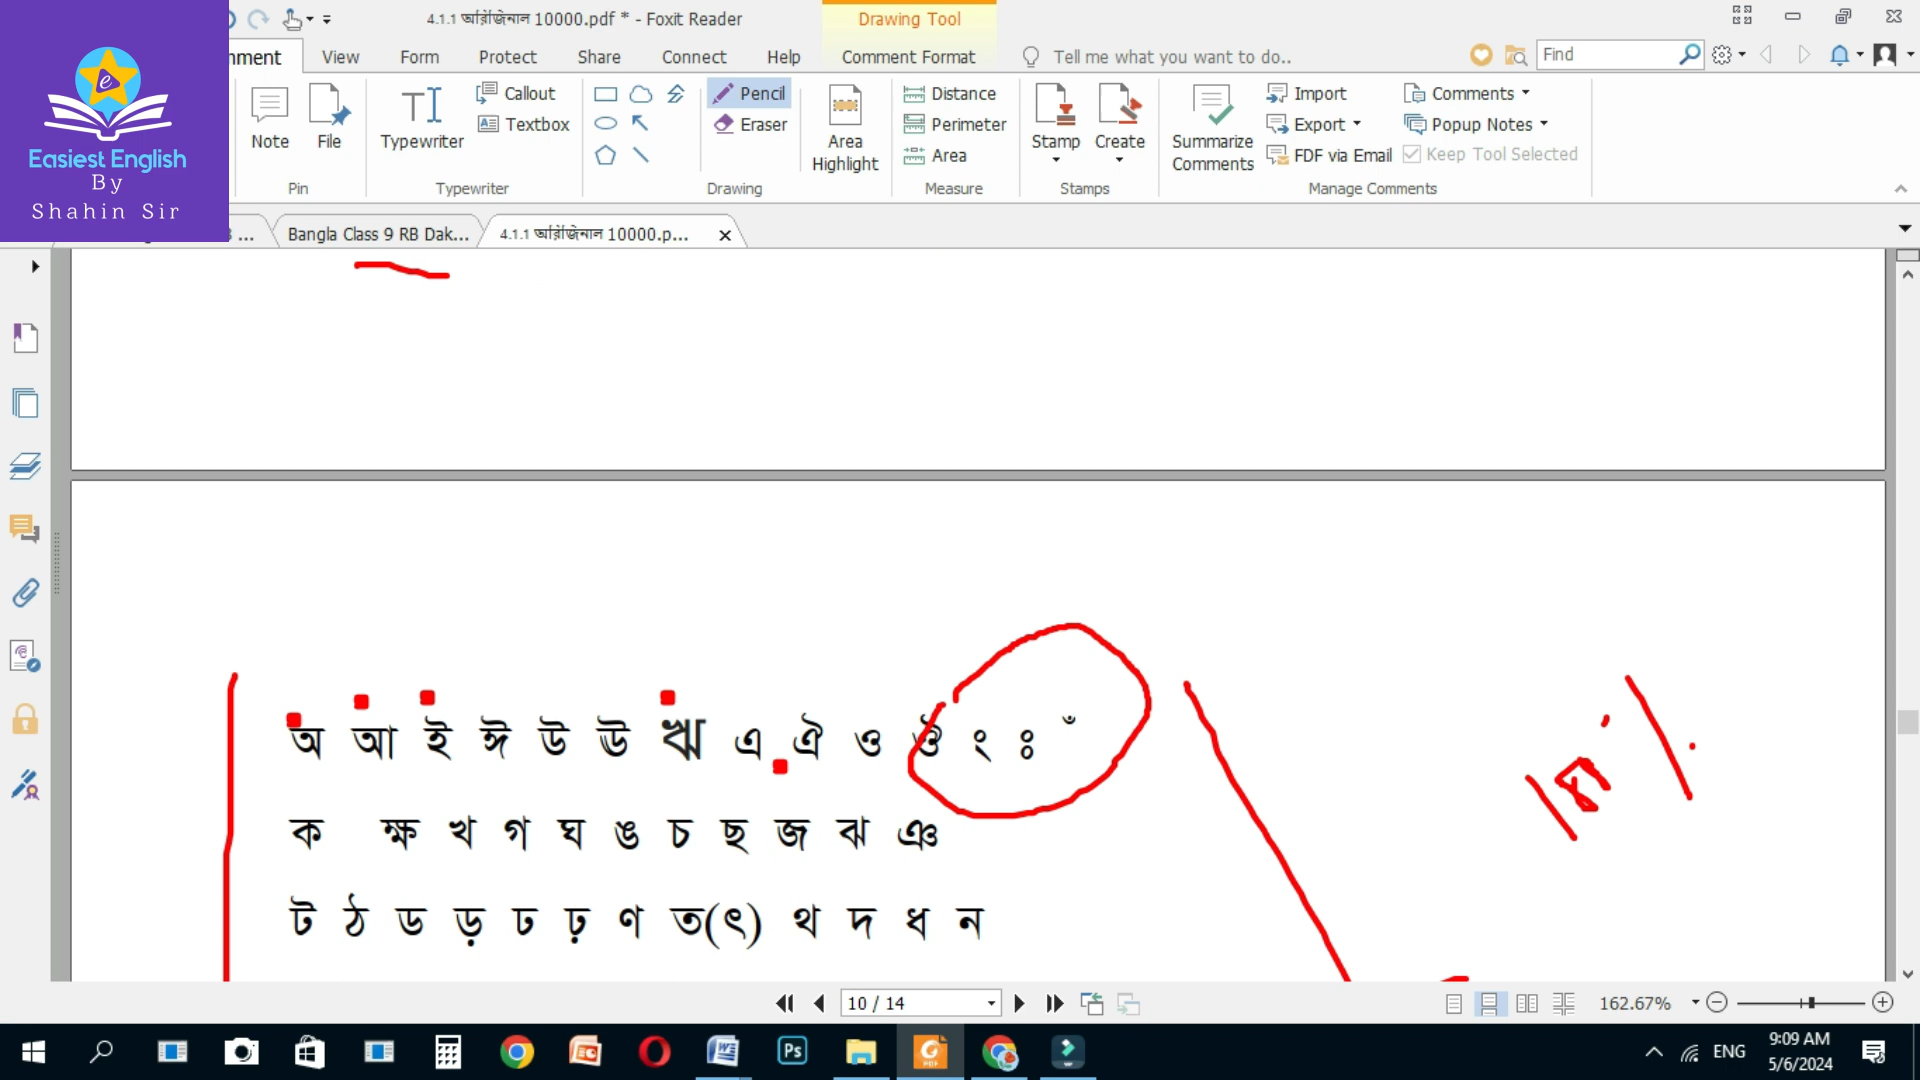 4.1.1 অরিজিনাল 10000.pdf * - Foxit Reader
Drawing Tool
View Form Protect Share Connect Help Comment Format
Tell me what you want to do..
Find
Note
File
Pin
Typewriter
Callout
Textbox
Typewriter
Pencil
Eraser
Area Highlight
Drawing
Distance
Perimeter
Area
Measure
Stamp
Create
Stamps
Summarize Comments
Import
Export
FDF via Email
Comments
Popup Notes
Keep Tool Selected
Manage Comments
e
Easiest English
By
Shahin Sir
... Bangla Class 9 RB Dak... 4.1.1 অরিজিনাল 10000.p...
অ আ ই ঈ উ ঊ ঋ এ ঐ ও ঔ ং ঃ ঁ
ক ক্ষ খ গ ঘ ঙ চ ছ জ ঝ ঞ
ট ঠ ড ড় ঢ ঢ় ণ ত(ৎ) থ দ ধ ন
10 / 14
162.67%
Ps
PDF
ENG
9:09 AM
5/6/2024